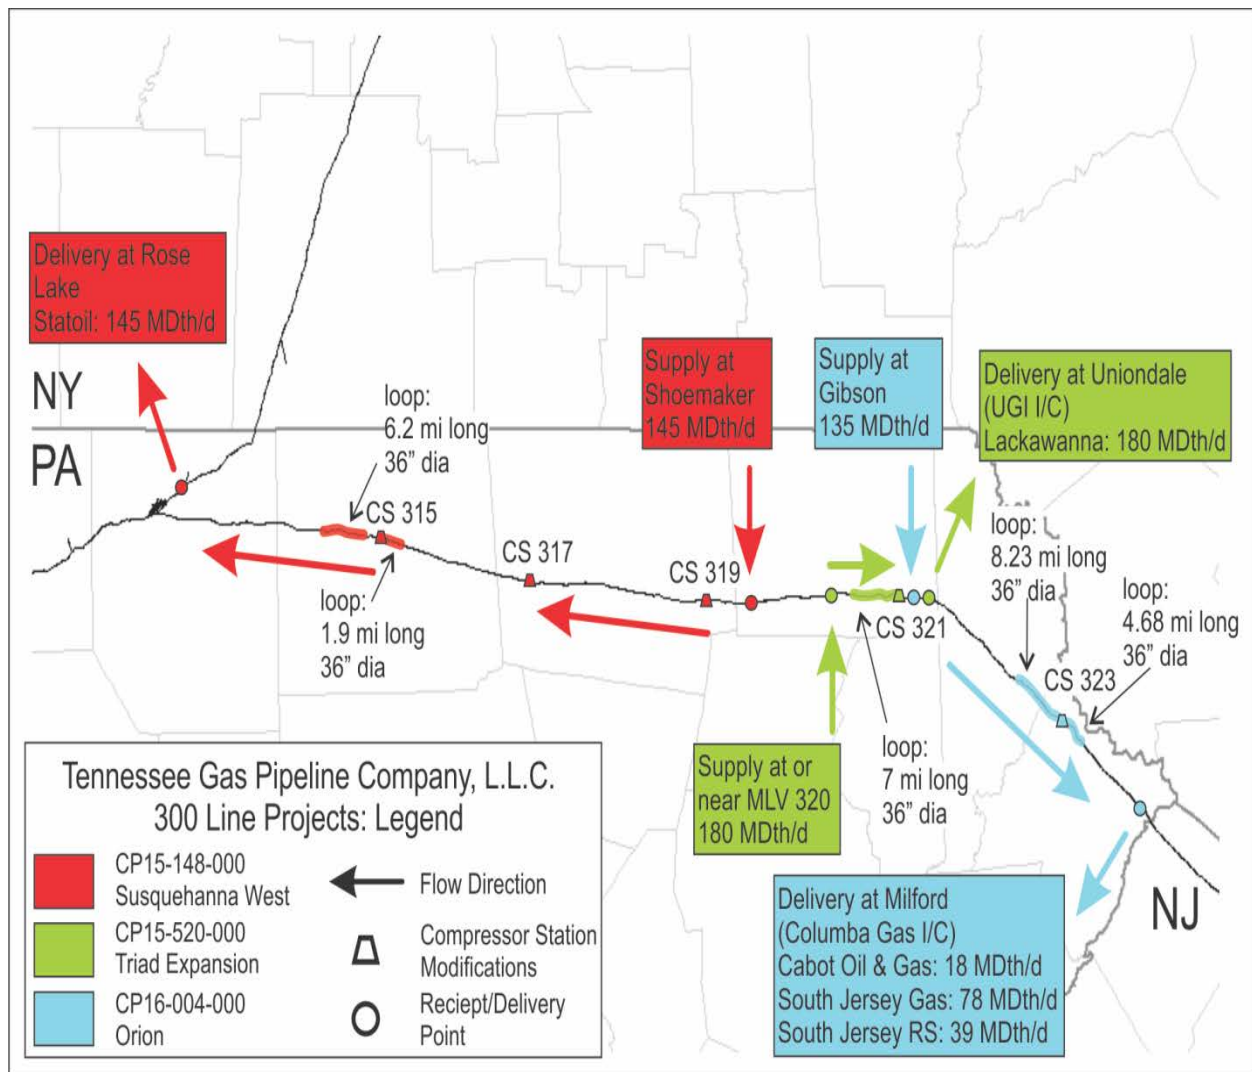 Delivery at Rose
Lake
Statoil: 145 MDth/d
NY
PA
loop:
6.2 mi long
36” dia
CS 315
loop:
1.9 mi long
36” dia
CS 317
CS 319
Supply at
Shoemaker
145 MDth/d
Supply at
Gibson
135 MDth/d
Delivery at Uniondale
(UGI I/C)
Lackawanna: 180 MDth/d
CS 321
loop:
8.23 mi long
36” dia
loop:
4.68 mi long
36” dia
CS 323
loop:
7 mi long
36” dia
Supply at or
near MLV 320
180 MDth/d
Delivery at Milford
(Columba Gas I/C)
Cabot Oil & Gas: 18 MDth/d
South Jersey Gas: 78 MDth/d
South Jersey RS: 39 MDth/d
NJ
Tennessee Gas Pipeline Company, L.L.C.
300 Line Projects: Legend
CP15-148-000
Susquehanna West
CP15-520-000
Triad Expansion
CP16-004-000
Orion
Flow Direction
Compressor Station
Modifications
Reciept/Delivery
Point